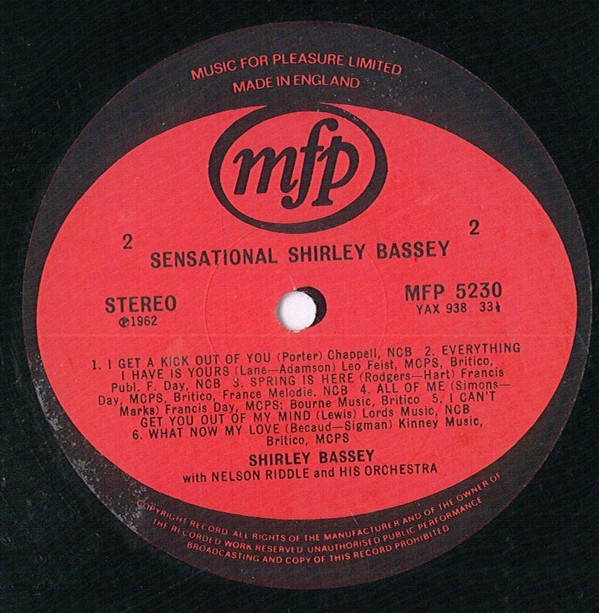 MUSIC FOR PLEASURE LIMITED
MADE IN ENGLAND
mfp
2 2
SENSATIONAL SHIRLEY BASSEY
STEREO MFP 5230
℗1962 YAX 938 33⅓
1. I GET A KICK OUT OF YOU (Porter) Chappell, NCB 2. EVERYTHING
I HAVE IS YOURS (Lane—Adamson) Leo Feist, MCPS, Britico,
Publ. F. Day, NCB 3. SPRING IS HERE (Rodgers—Hart) Francis
Day, MCPS, Britico, France Melodie, NCB 4. ALL OF ME (Simons—
Marks) Francis Day, MCPS; Bourne Music, Britico 5. I CAN'T
GET YOU OUT OF MY MIND (Lewis) Lords Music, NCB
6. WHAT NOW MY LOVE (Becaud—Sigman) Kinney Music,
Britico, MCPS
SHIRLEY BASSEY
with NELSON RIDDLE and HIS ORCHESTRA
COPYRIGHT RECORD ALL RIGHTS OF THE MANUFACTURER AND OF THE OWNER OF
THE RECORDED WORK RESERVED UNAUTHORISED PUBLIC PERFORMANCE
BROADCASTING AND COPY OF THIS RECORD PROHIBITED